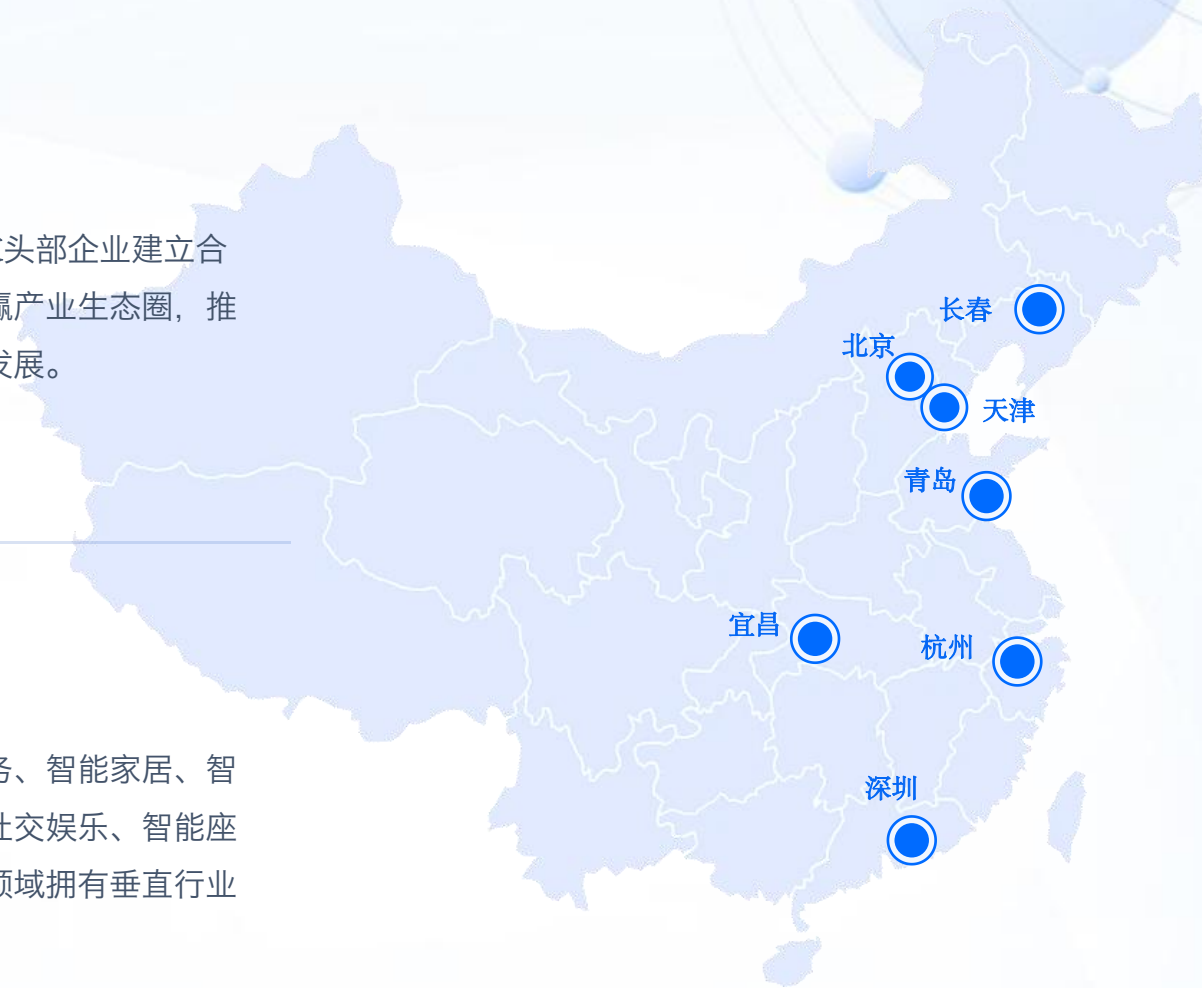 头部企业建立合
赢产业生态圈，推
发展。
务、智能家居、智
社交娱乐、智能座
领域拥有垂直行业
长春
北京
天津
青岛
宜昌
杭州
深圳